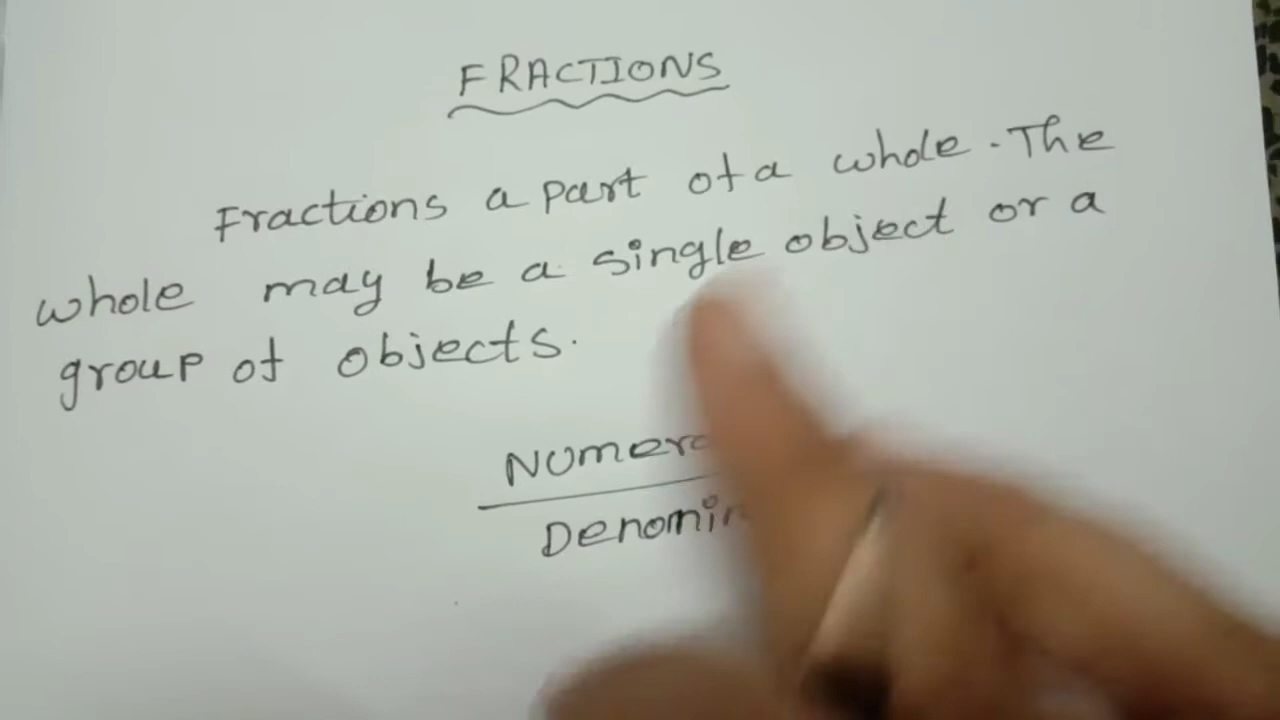 FRACTIONS
Fractions a part of a whole. The
whole may be a single object or a
group of objects.